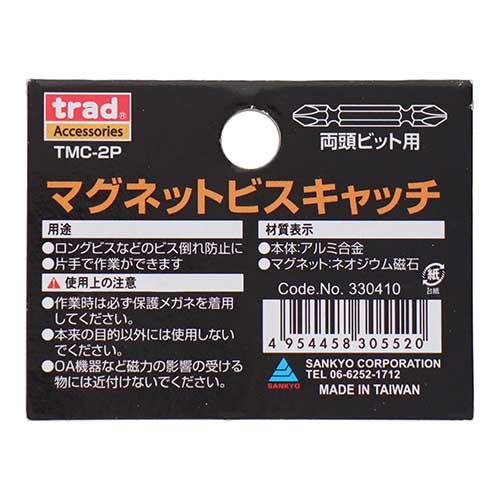 trad®
Accessories
TMC-2P
両頭ビット用
マグネットビスキャッチ
用途
●ロングビスなどのビス倒れ防止に
●片手で作業ができます
使用上の注意
●作業時は必ず保護メガネを着用
してください。
●本来の目的以外には使用しない
でください。
●OA機器など磁力の影響の受ける
物には近付けないでください。
材質表示
●本体:アルミ合金
●マグネット:ネオジウム磁石
紙
台紙
Code.No. 330410
4 954458 305520
SANKYO
SANKYO CORPORATION
TEL 06-6252-1712
MADE IN TAIWAN